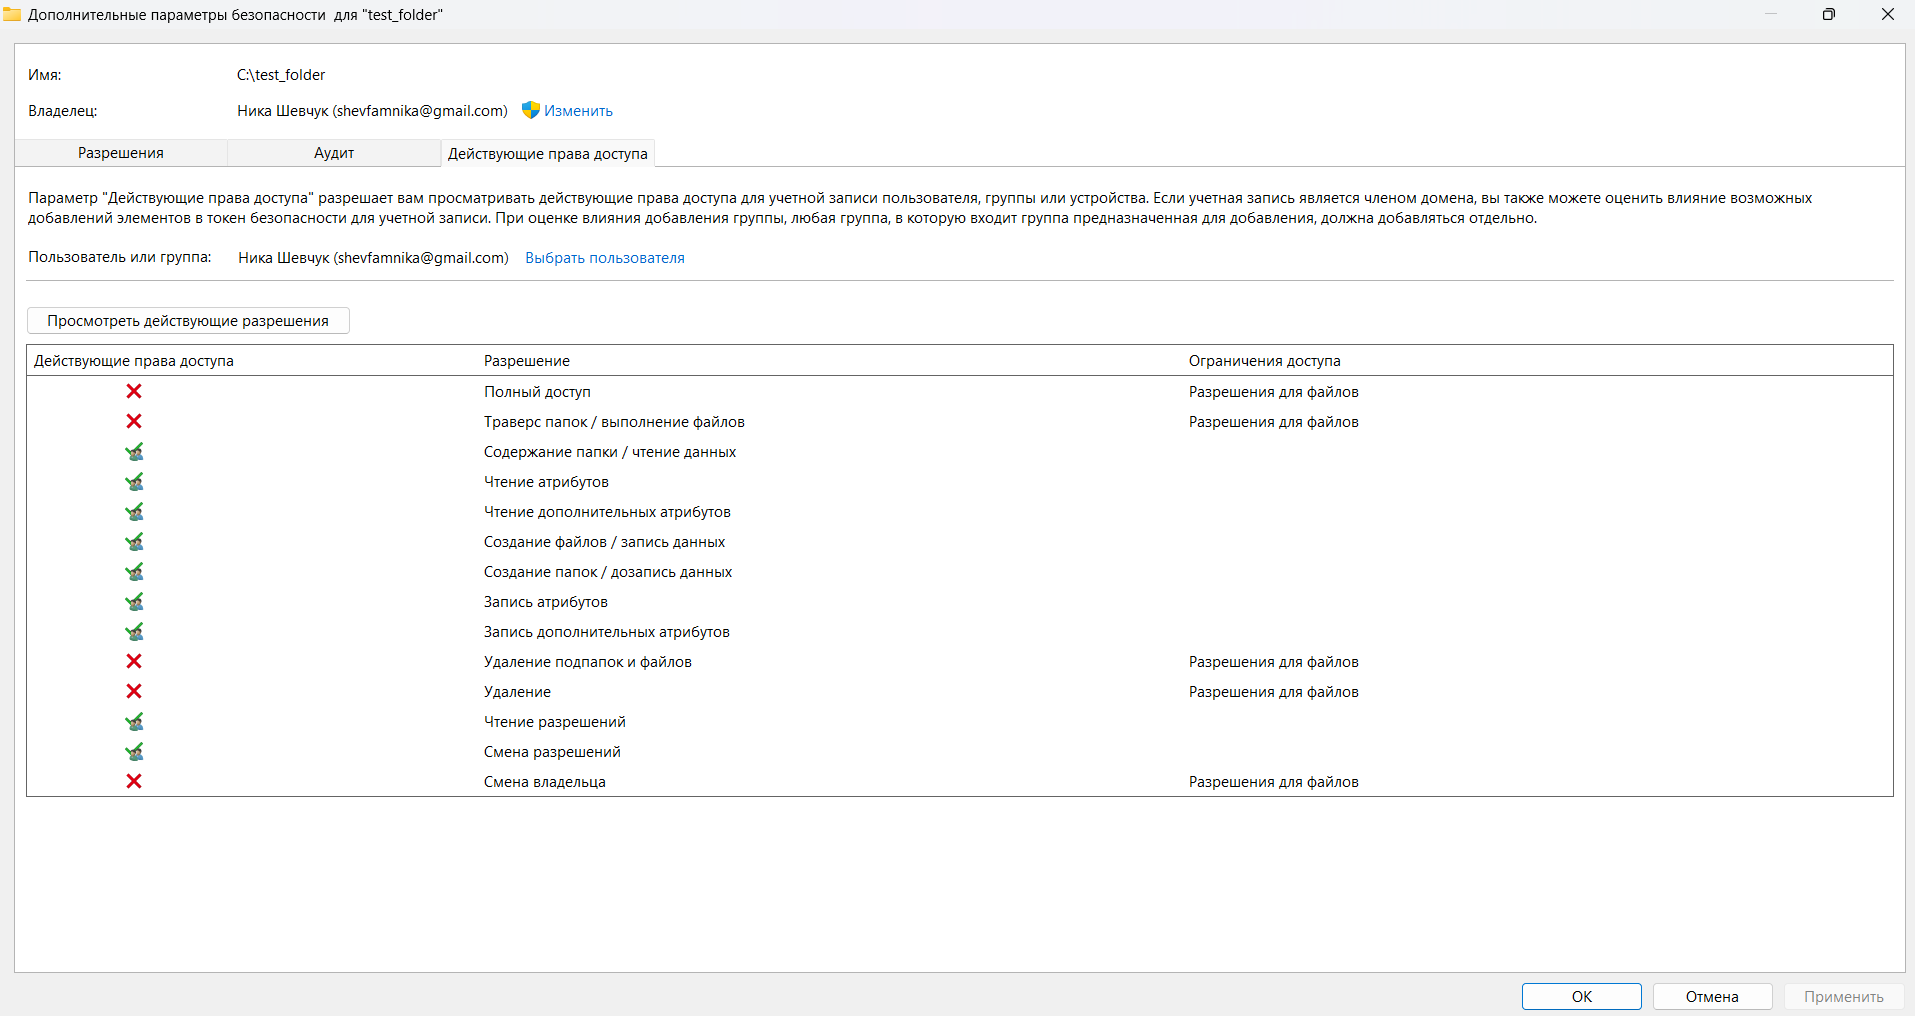 Дополнительные параметры безопасности для "test_folder"
Имя: C:\test_folder
Владелец: Ника Шевчук (shevfamnika@gmail.com) Изменить
Разрешения Аудит Действующие права доступа
Параметр "Действующие права доступа" разрешает вам просматривать действующие права доступа для учетной записи пользователя, группы или устройства. Если учетная запись является членом домена, вы также можете оценить влияние возможных
добавлений элементов в токен безопасности для учетной записи. При оценке влияния добавления группы, любая группа, в которую входит группа предназначенная для добавления, должна добавляться отдельно.
Пользователь или группа: Ника Шевчук (shevfamnika@gmail.com) Выбрать пользователя
Просмотреть действующие разрешения
Действующие права доступа Разрешение Ограничения доступа
Полный доступ Разрешения для файлов
Траверс папок / выполнение файлов Разрешения для файлов
Содержание папки / чтение данных
Чтение атрибутов
Чтение дополнительных атрибутов
Создание файлов / запись данных
Создание папок / дозапись данных
Запись атрибутов
Запись дополнительных атрибутов
Удаление подпапок и файлов Разрешения для файлов
Удаление Разрешения для файлов
Чтение разрешений
Смена разрешений
Смена владельца Разрешения для файлов
ОК Отмена Применить